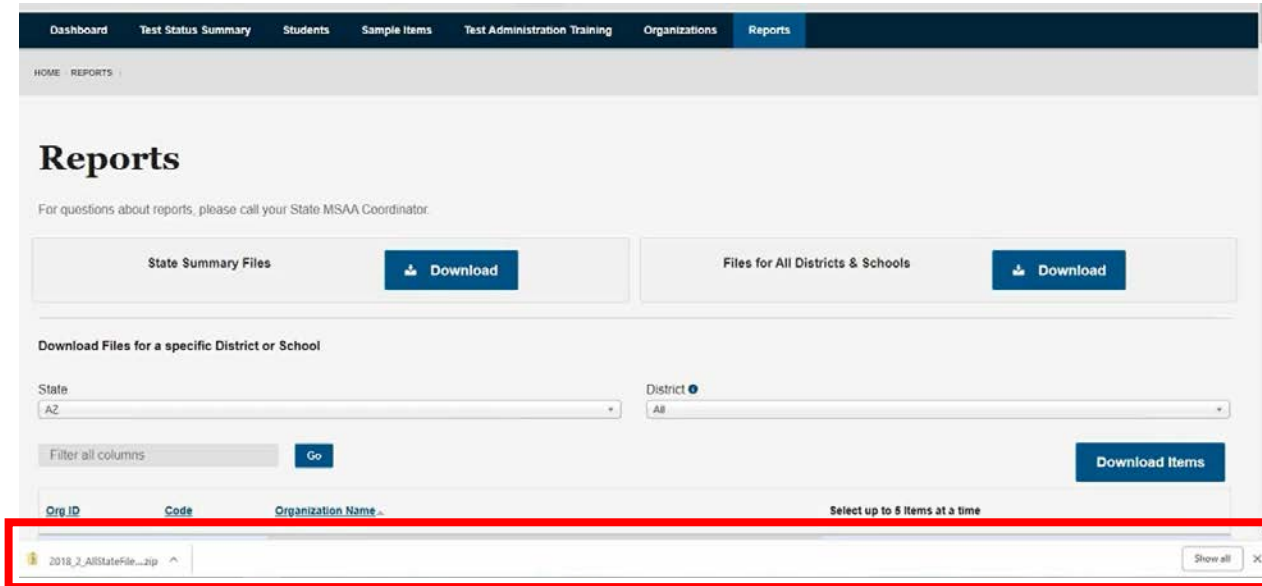 Dashboard Test Status Summary Students Sample Items Test Administration Training Organizations Reports
HOME REPORTS
Reports
For questions about reports, please call your State MSAA Coordinator.
State Summary Files Download Files for All Districts & Schools Download
Download Files for a specific District or School
State District
AZ All
Filter all columns Go Download Items
Org ID Code Organization Name Select up to 5 Items at a time
2018_2_AllStateFile....zip Show all